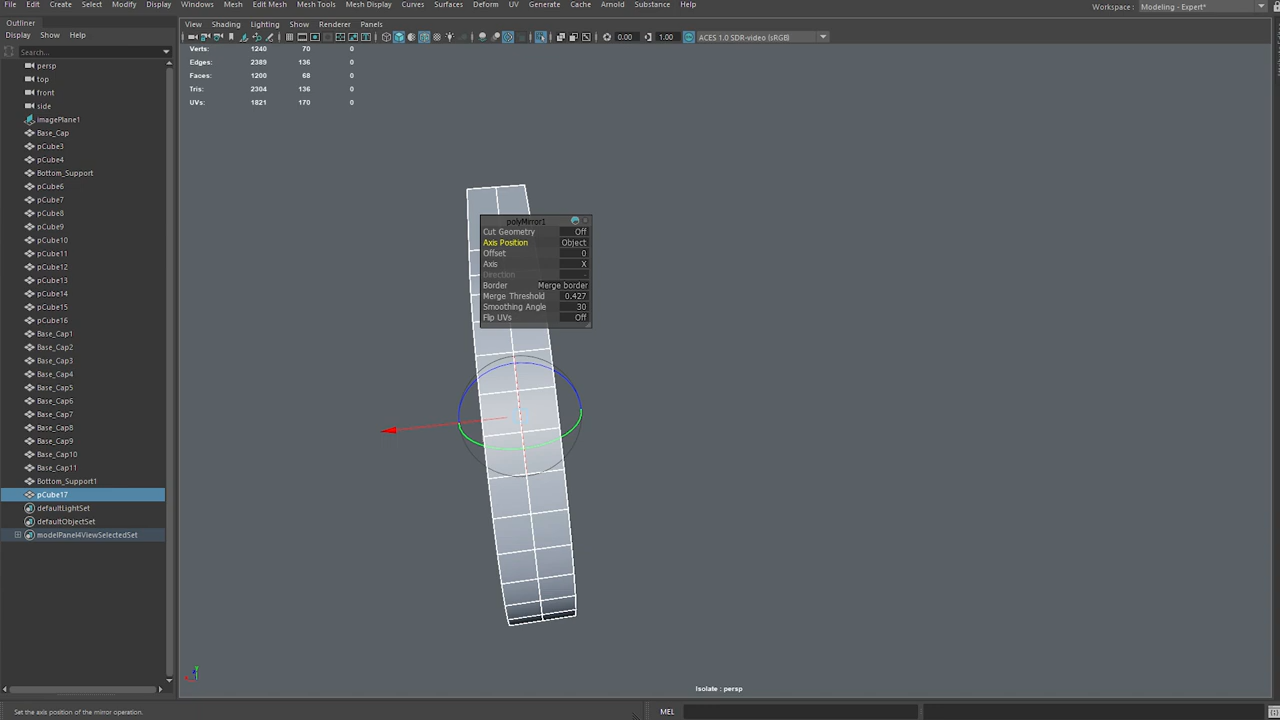 File Edit Create Select Modify Display Windows Mesh Edit Mesh Mesh Tools Mesh Display Curves Surfaces Deform UV Generate Cache Arnold Substance Help
Workspace : Modeling - Expert*
Outliner
Display Show Help
Search...
persp
top
front
side
imagePlane1
Base_Cap
pCube3
pCube4
Bottom_Support
pCube6
pCube7
pCube8
pCube9
pCube10
pCube11
pCube12
pCube13
pCube14
pCube15
pCube16
Base_Cap1
Base_Cap2
Base_Cap3
Base_Cap4
Base_Cap5
Base_Cap6
Base_Cap7
Base_Cap8
Base_Cap9
Base_Cap10
Base_Cap11
Bottom_Support1
pCube17
defaultLightSet
defaultObjectSet
modelPanel4ViewSelectedSet
View Shading Lighting Show Renderer Panels
0.00 1.00 ACES 1.0 SDR-video (sRGB)
Verts: 1240 70 0
Edges: 2389 136 0
Faces: 1200 68 0
Tris: 2304 136 0
UVs: 1821 170 0
polyMirror1
Cut Geometry Off
Axis Position Object
Offset 0
Axis X
Direction -
Border Merge border
Merge Threshold 0.427
Smoothing Angle 30
Flip UVs Off
Isolate : persp
Set the axis position of the mirror operation.
MEL